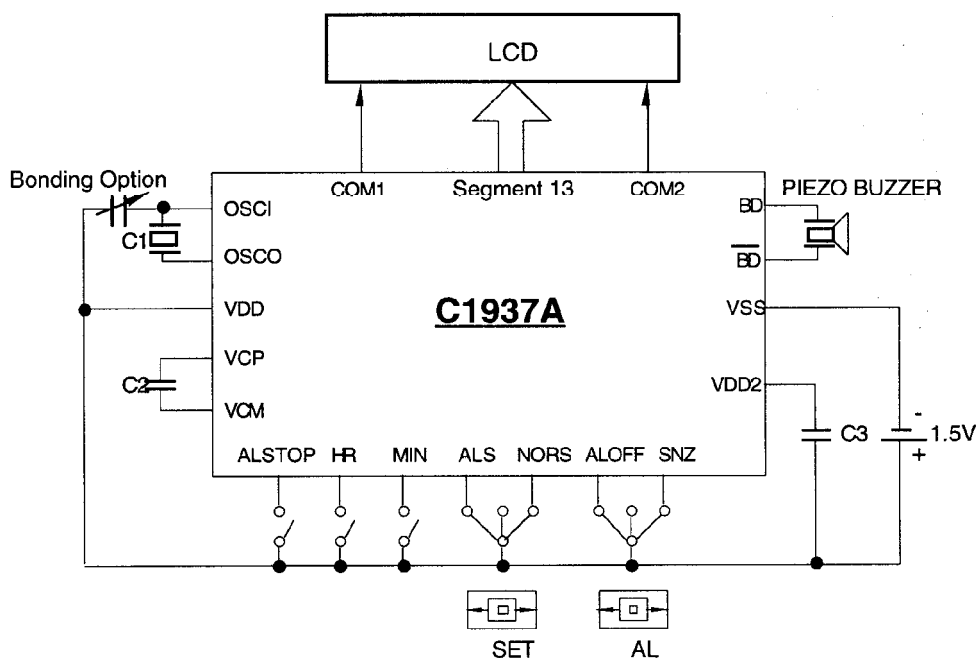 LCD
Bonding Option
COM1
Segment 13
COM2
PIEZO BUZZER
OSCI
BD
C1
OSCO
BD
VDD
C1937A
VSS
VCP
C2
VDD2
VCM
C3
-
1.5V
+
ALSTOP
HR
MIN
ALS
NORS
ALOFF
SNZ
SET
AL